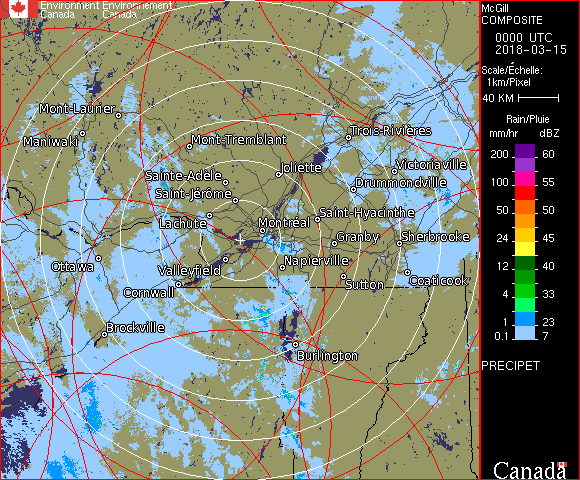 Environment Environnement
Canada Canada
McGill
COMPOSITE
0000 UTC
2018-03-15
Scale/Échelle:
1km/Pixel
40 KM
Rain/Pluie
mm/hr dBZ
200 60
150 57
100 55
50 50
24 45
12 40
4 33
1 23
0.1 7
PRECIPET
Canada
Mont-Laurier
Maniwaki
Mont-Tremblant
Trois-Rivières
Sainte-Adèle
Joliette
Victoriaville
Saint-Jérôme
Drummondville
Lachute
Montréal
Saint-Hyacinthe
Granby
Sherbrooke
Ottawa
Valleyfield
Napierville
Cornwall
Sutton
Coaticook
Brockville
Burlington